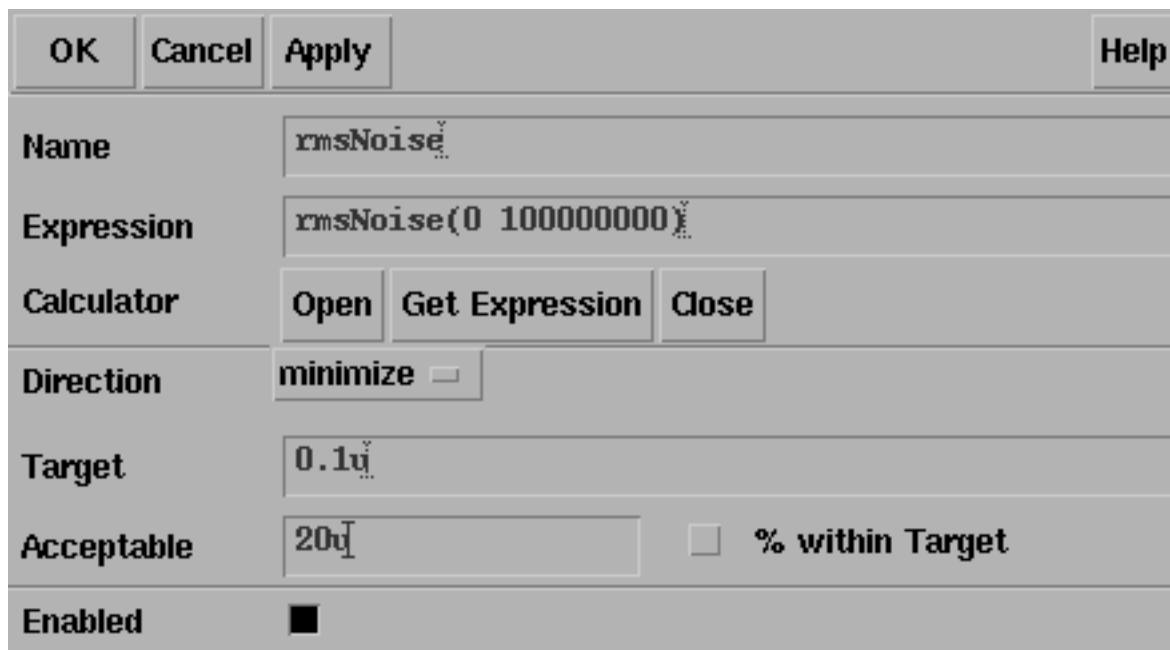 OK Cancel Apply Help
Name rmsNoise
Expression rmsNoise(0 100000000)
Calculator Open Get Expression Close
Direction minimize
Target 0.1u
Acceptable 20u % within Target
Enabled